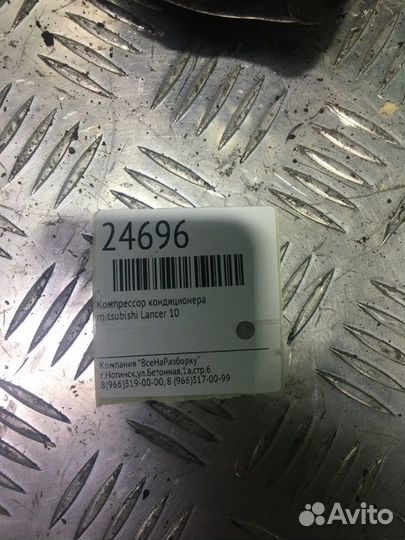 24696
Компрессор кондиционера
mitsubishi Lancer 10
Компания "ВсеНаРазборку"
г.Ногинск,ул.Бетонная,1а,стр.6
8(966)319-00-00, 8 (966)317-00-99
Avito